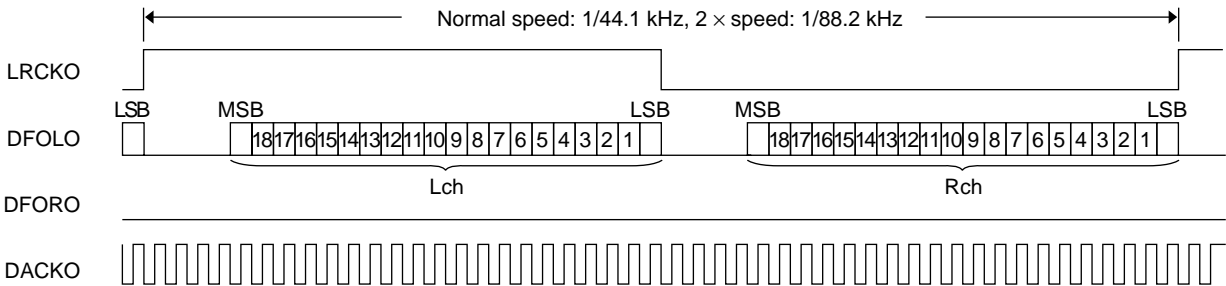 Normal speed: 1/44.1 kHz, 2 × speed: 1/88.2 kHz
LRCKO
LSB MSB LSB MSB LSB
DFOLO 18 17 16 15 14 13 12 11 10 9 8 7 6 5 4 3 2 1 18 17 16 15 14 13 12 11 10 9 8 7 6 5 4 3 2 1
Lch Rch
DFORO
DACKO